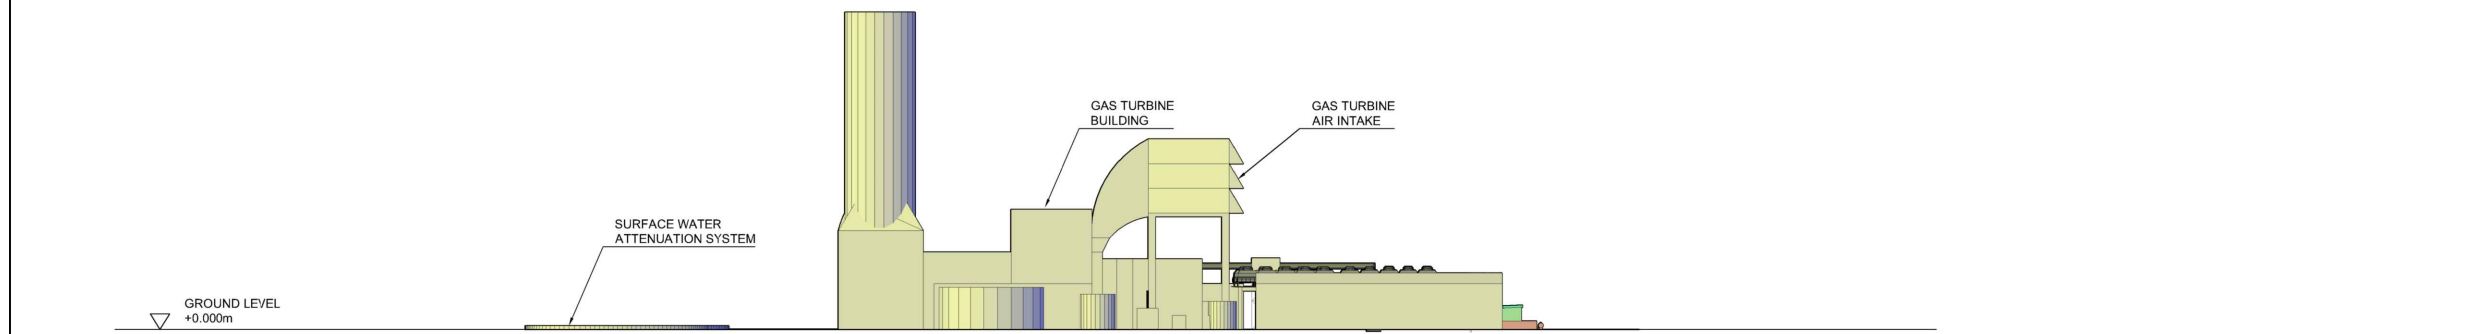 GAS TURBINE
BUILDING
GAS TURBINE
AIR INTAKE
SURFACE WATER
ATTENUATION SYSTEM
GROUND LEVEL
+0.000m